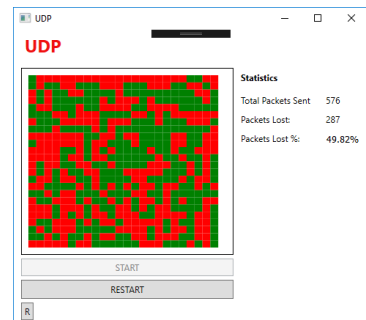 UDP
UDP
Statistics
Total Packets Sent 576
Packets Lost: 287
Packets Lost %: 49.82%
START
RESTART
R